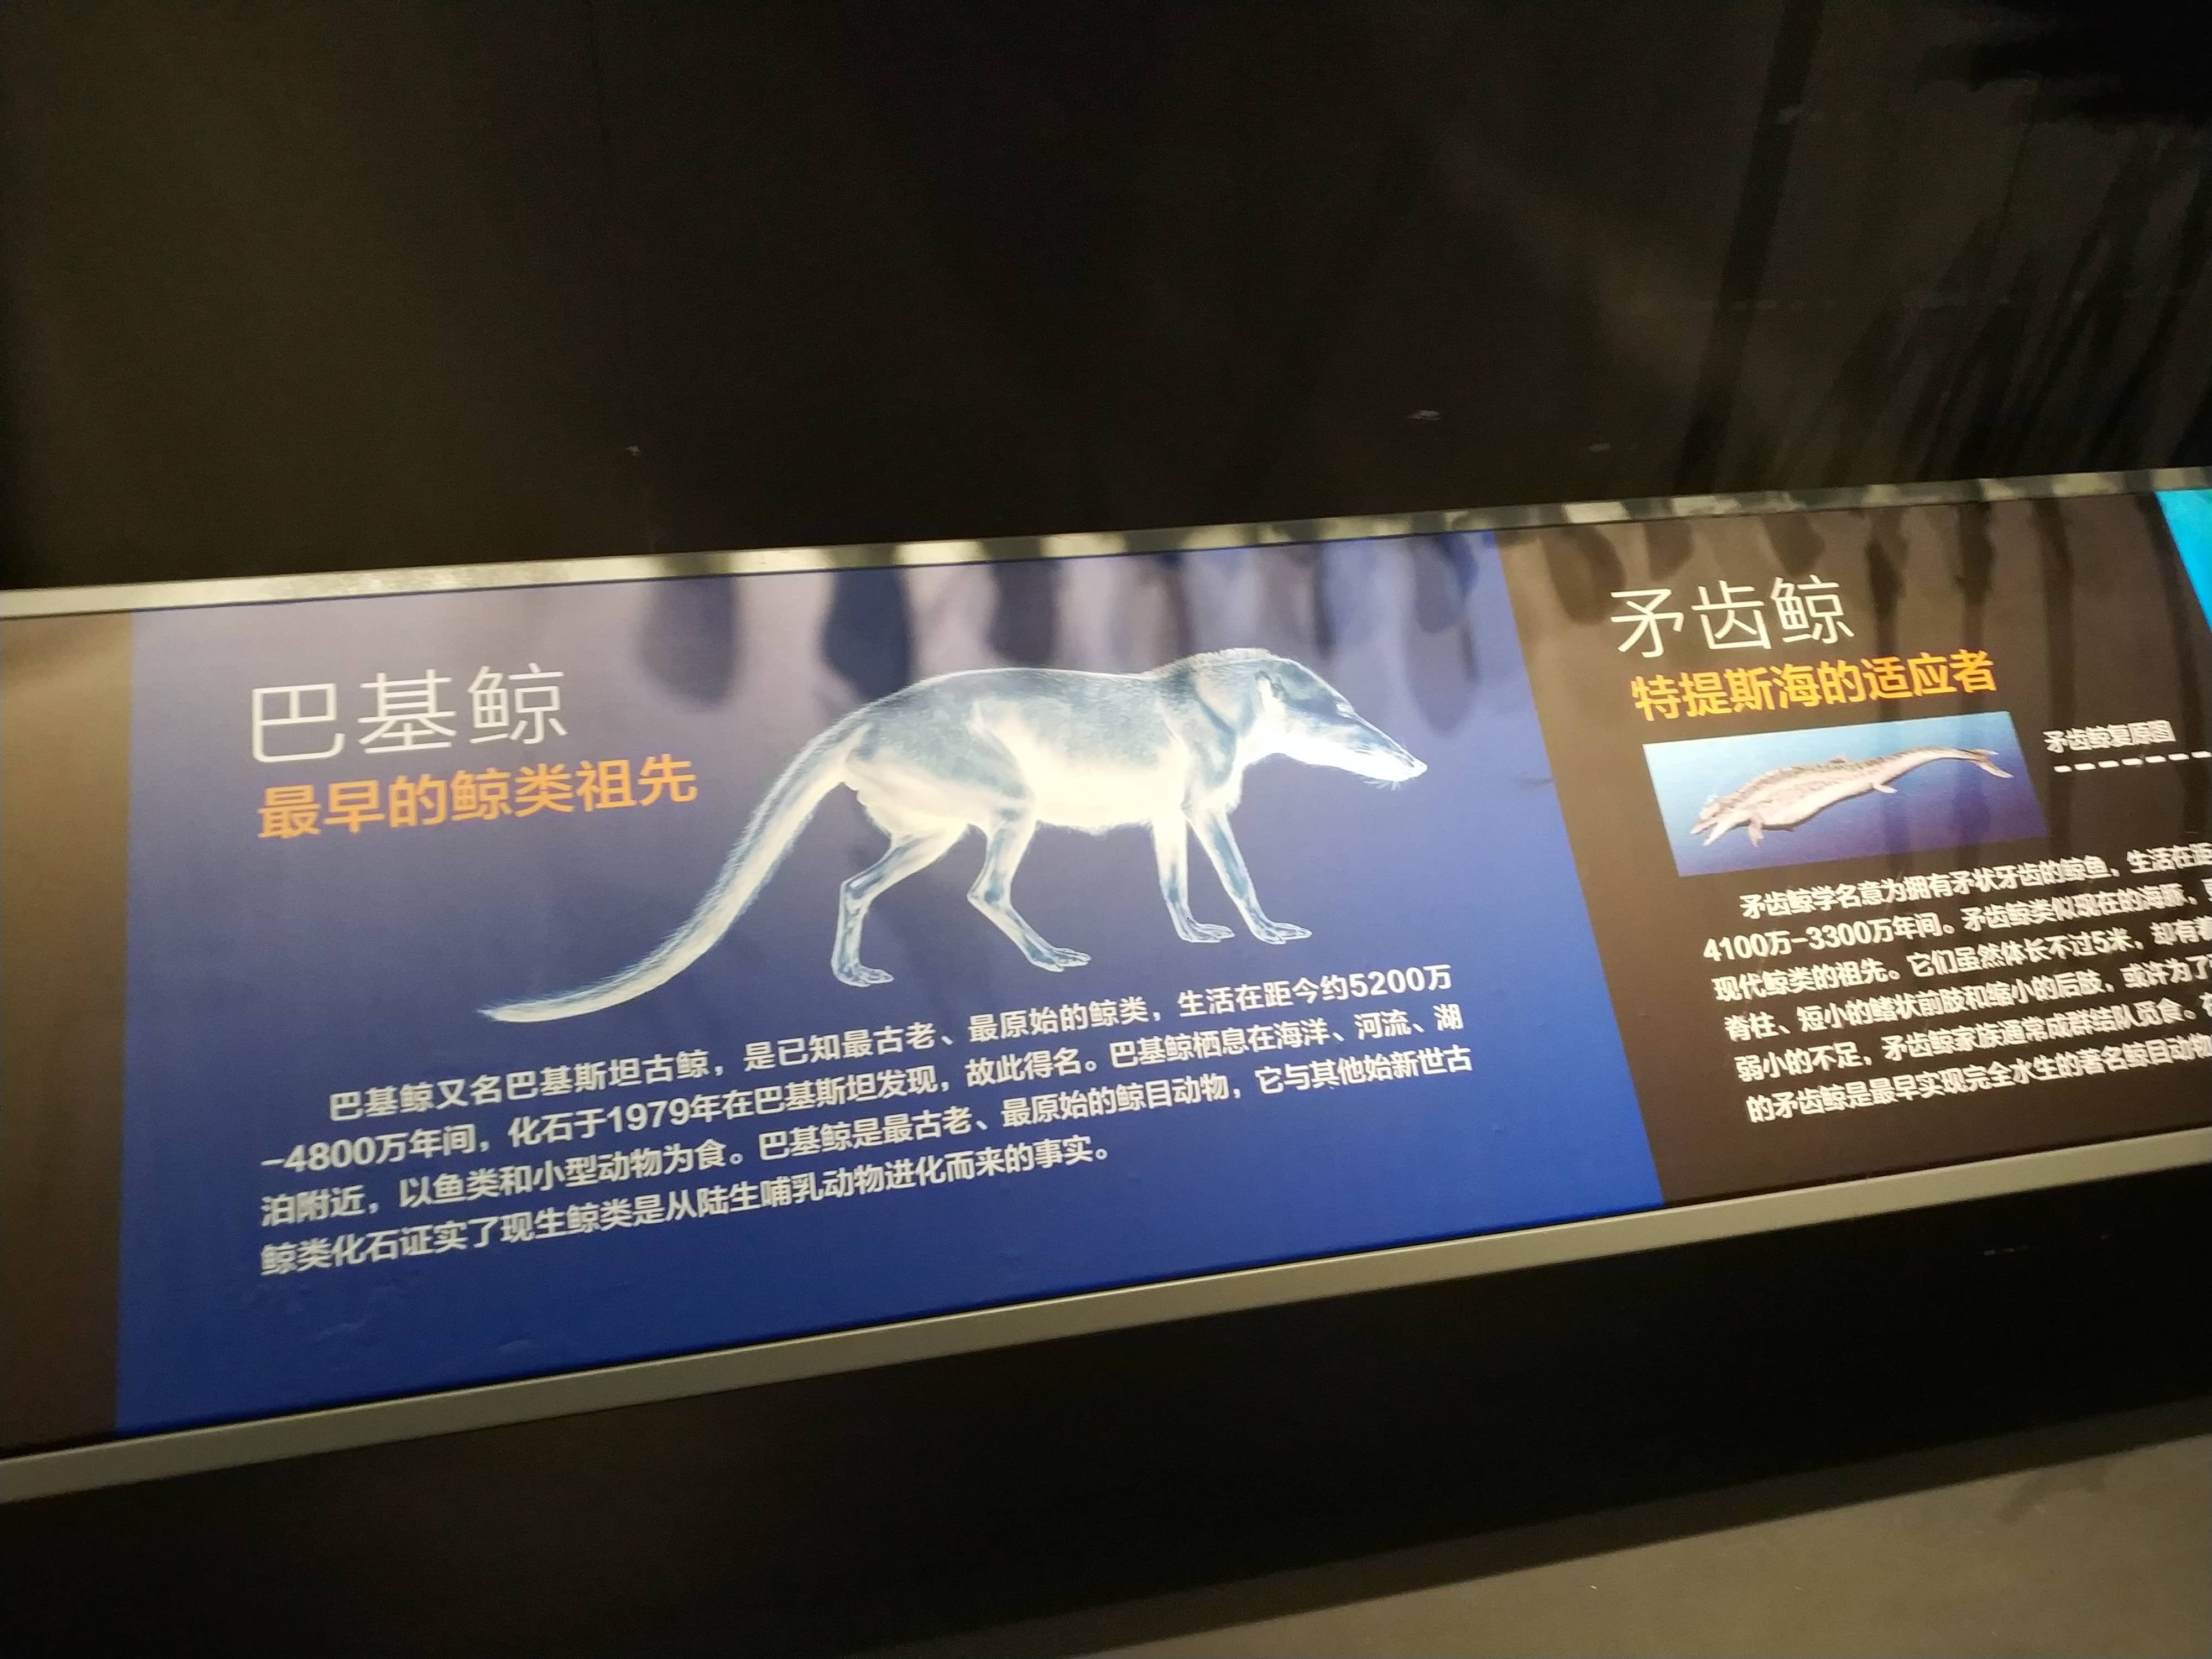 巴基鲸
最早的鲸类祖先
巴基鲸又名巴基斯坦古鲸，是已知最古老、最原始的鲸类，生活在距今约5200万
-4800万年间，化石于1979年在巴基斯坦发现，故此得名。巴基鲸栖息在海洋、河流、湖
泊附近，以鱼类和小型动物为食。巴基鲸是最古老、最原始的鲸目动物，它与其他始新世古
鲸类化石证实了现生鲸类是从陆生哺乳动物进化而来的事实。
矛齿鲸
特提斯海的适应者
矛齿鲸复原图
矛齿鲸学名意为拥有矛状牙齿的鲸鱼，生活在距
4100万-3300万年间。矛齿鲸类似现在的海豚，
现代鲸类的祖先。它们虽然体长不过5米，却有着
脊柱、短小的鳍状前肢和缩小的后肢，或许为了
弱小的不足，矛齿鲸家族通常成群结队觅食。
的矛齿鲸是最早实现完全水生的著名鲸目动物